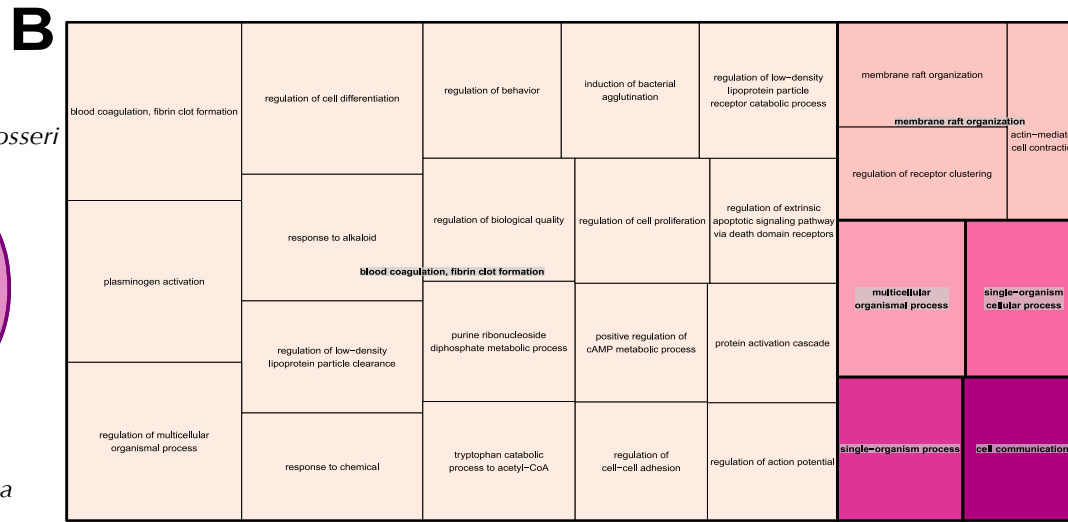 B
osseri
a
blood coagulation, fibrin clot formation
plasminogen activation
regulation of multicellular
organismal process
regulation of cell differentiation
response to alkaloid
regulation of low−density
lipoprotein particle clearance
response to chemical
regulation of behavior
induction of bacterial
agglutination
regulation of low−density
lipoprotein particle
receptor catabolic process
regulation of biological quality
regulation of cell proliferation
regulation of extrinsic
apoptotic signaling pathway
via death domain receptors
blood coagulation, fibrin clot formation
purine ribonucleoside
diphosphate metabolic process
positive regulation of
cAMP metabolic process
protein activation cascade
tryptophan catabolic
process to acetyl−CoA
regulation of
cell−cell adhesion
regulation of action potential
membrane raft organization
membrane raft organization
regulation of receptor clustering
actin−mediat
cell contractio
multicellular
organismal process
single−organism
cellular process
single−organism process
cell communication